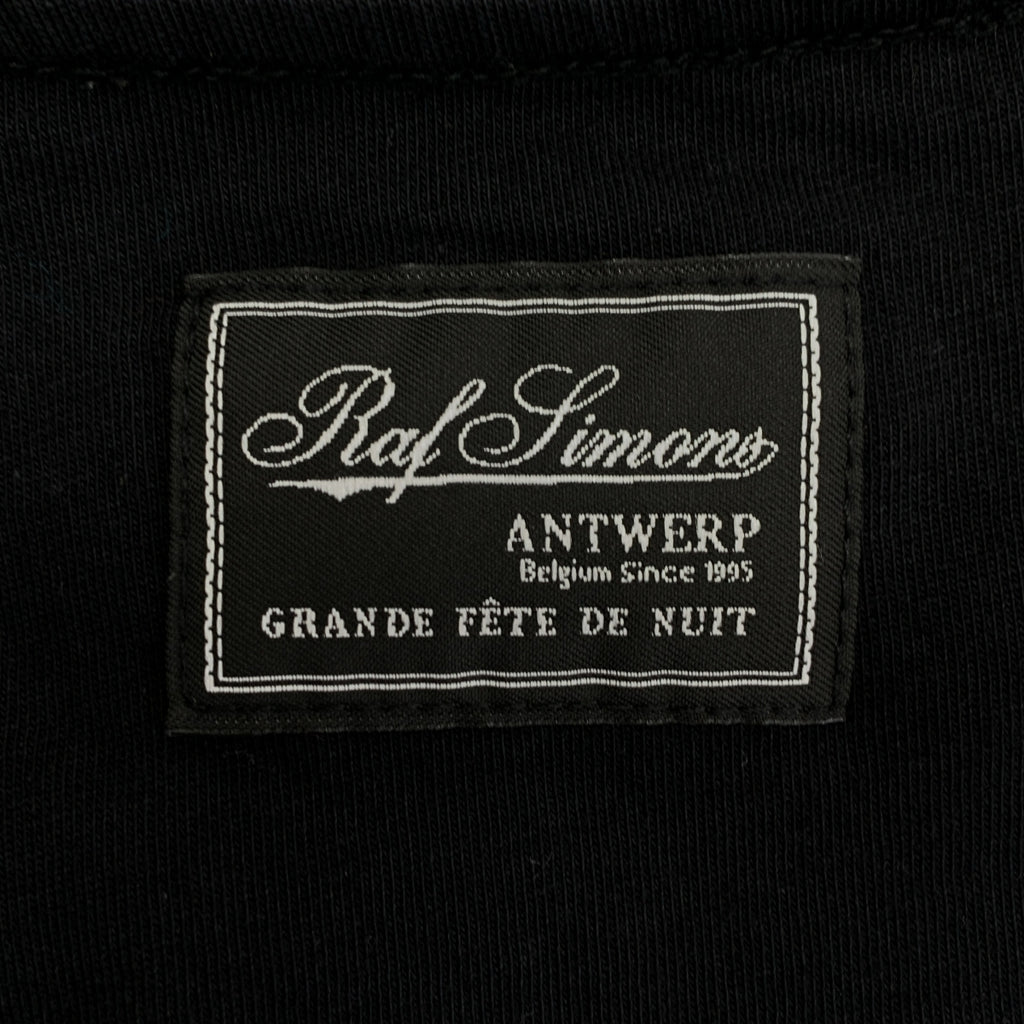 Raf Simons
ANTWERP
Belgium Since 1995
GRANDE FÊTE DE NUIT